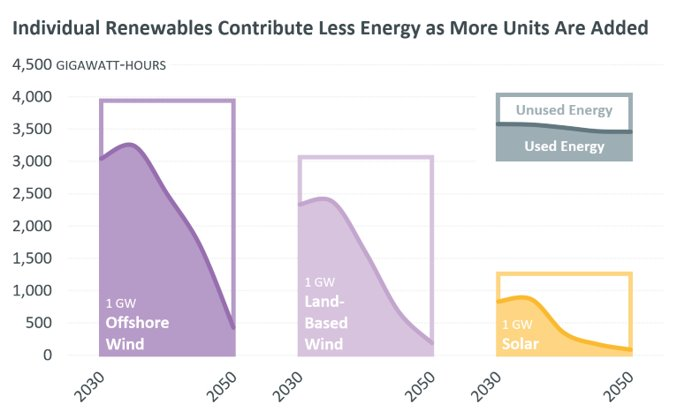 Individual Renewables Contribute Less Energy as More Units Are Added
4,500 GIGAWATT-HOURS
4,000
3,500
3,000
2,500
2,000
1,500
1,000
500
0
1 GW
Offshore
Wind
2030
2050
1 GW
Land-
Based
Wind
2030
2050
Unused Energy
Used Energy
1 GW
Solar
2030
2050